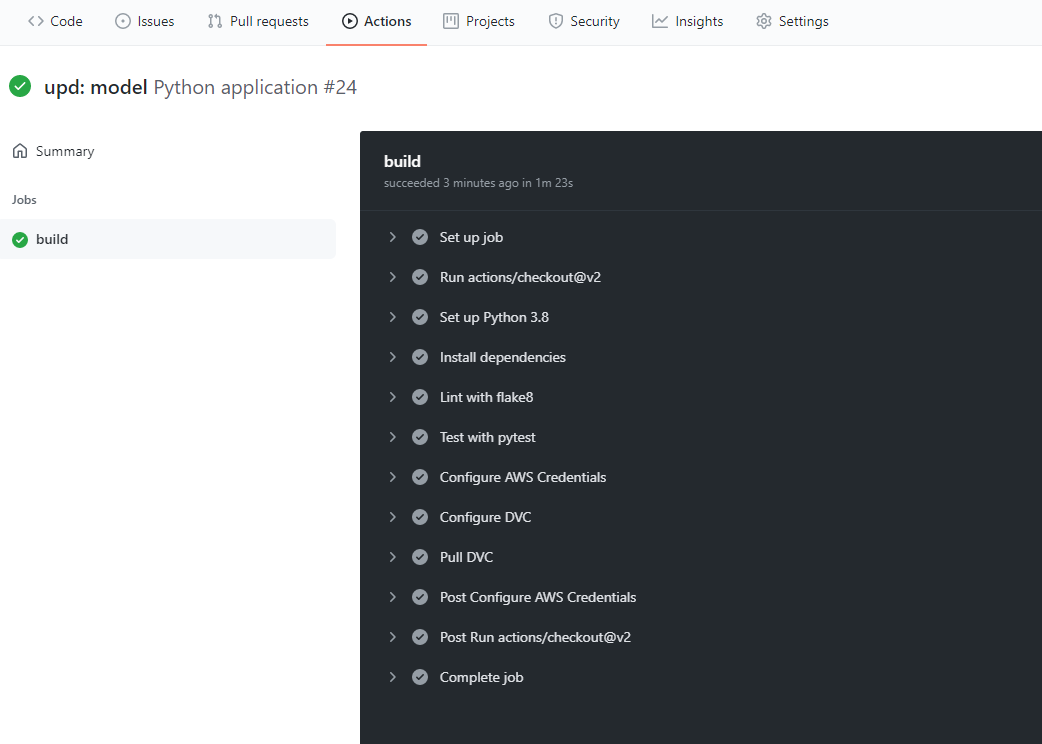 Code Issues Pull requests Actions Projects Security Insights Settings
upd: model Python application #24
Summary
Jobs
build
build
succeeded 3 minutes ago in 1m 23s
Set up job
Run actions/checkout@v2
Set up Python 3.8
Install dependencies
Lint with flake8
Test with pytest
Configure AWS Credentials
Configure DVC
Pull DVC
Post Configure AWS Credentials
Post Run actions/checkout@v2
Complete job